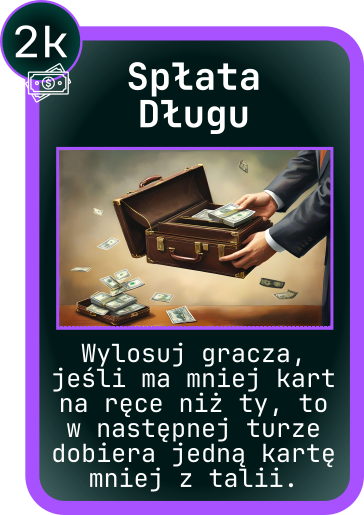 2k
Spłata
Długu
Wylosuj gracza,
jeśli ma mniej kart
na ręce niż ty, to
w następnej turze
dobiera jedną kartę
mniej z talii.